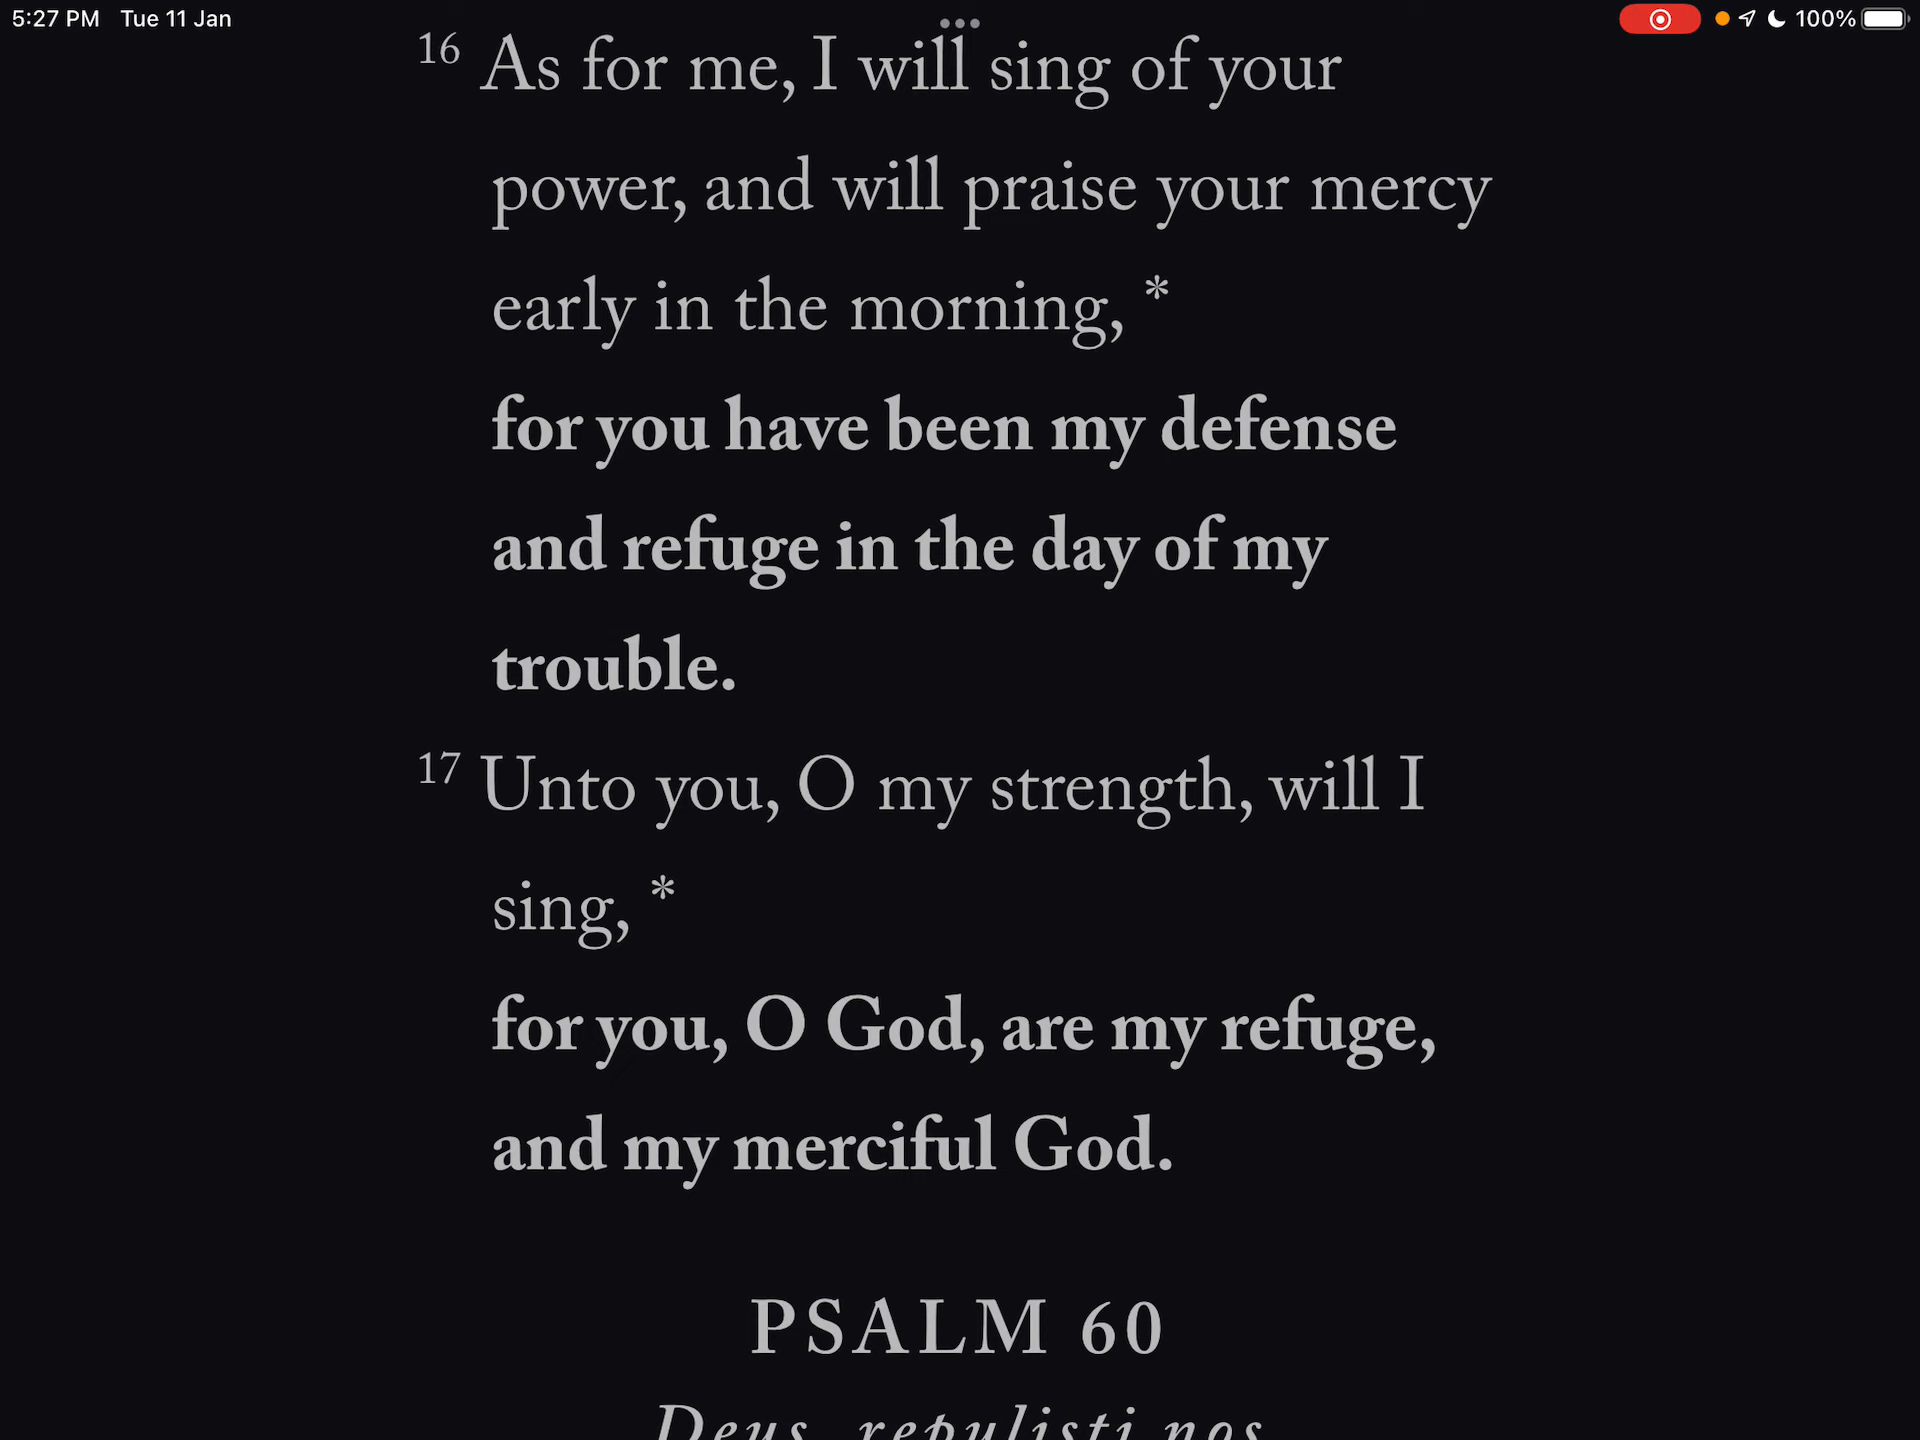 5:27 PM Tue 11 Jan
100%
16 As for me, I will sing of your
power, and will praise your mercy
early in the morning, *
for you have been my defense
and refuge in the day of my
trouble.
17 Unto you, O my strength, will I
sing, *
for you, O God, are my refuge,
and my merciful God.
PSALM 60
Deus, repulisti nos